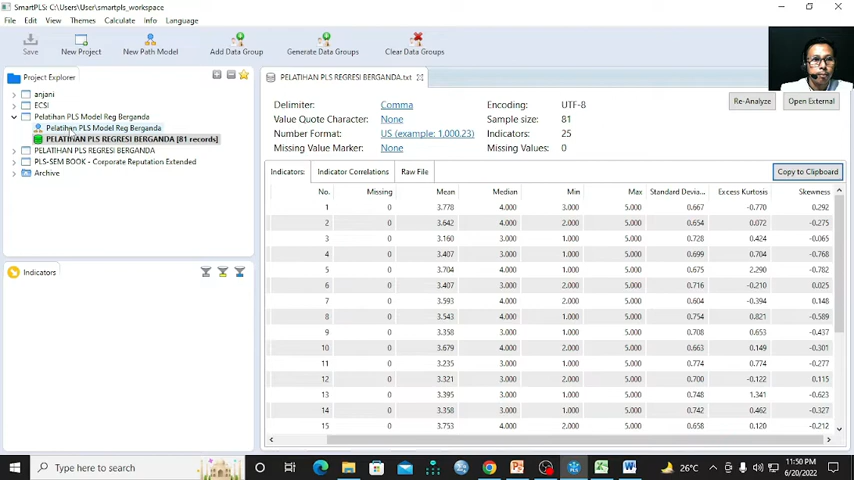 SmartPLS: C:\Users\User\smartpls_workspace
File Edit View Themes Calculate Info Language
Save New Project New Path Model Add Data Group Generate Data Groups Clear Data Groups
Project Explorer
anjani
ECSI
Pelatihan PLS Model Reg Berganda
Pelatihan PLS Model Reg Berganda
PELATIHAN PLS REGRESI BERGANDA [81 records]
PELATIHAN PLS REGRESI BERGANDA
PLS-SEM BOOK - Corporate Reputation Extended
Archive
Indicators
PELATIHAN PLS REGRESI BERGANDA.txt
Delimiter: Comma Encoding: UTF-8
Value Quote Character: None Sample size: 81
Number Format: US (example: 1,000.23) Indicators: 25
Missing Value Marker: None Missing Values: 0
Re-Analyze Open External
Indicators: Indicator Correlations Raw File Copy to Clipboard
No. Missing Mean Median Min Max Standard Devia... Excess Kurtosis Skewness
1 0 3.778 4.000 3.000 5.000 0.667 -0.770 0.292
2 0 3.642 4.000 2.000 5.000 0.654 0.072 -0.275
3 0 3.160 3.000 1.000 5.000 0.728 0.424 -0.065
4 0 3.407 4.000 1.000 5.000 0.699 0.704 -0.768
5 0 3.704 4.000 1.000 5.000 0.675 2.290 -0.782
6 0 3.407 3.000 2.000 5.000 0.716 -0.210 0.025
7 0 3.593 4.000 2.000 5.000 0.604 -0.394 0.148
8 0 3.543 4.000 1.000 5.000 0.754 0.821 -0.589
9 0 3.358 3.000 1.000 5.000 0.708 0.653 -0.437
10 0 3.679 4.000 2.000 5.000 0.663 0.149 -0.301
11 0 3.235 3.000 1.000 5.000 0.774 0.774 -0.277
12 0 3.321 3.000 2.000 5.000 0.700 -0.122 0.115
13 0 3.395 3.000 1.000 5.000 0.748 1.341 -0.623
14 0 3.358 3.000 1.000 5.000 0.742 0.462 -0.327
15 0 3.753 4.000 2.000 5.000 0.658 0.120 -0.212
Type here to search
26°C
11:50 PM
6/20/2022